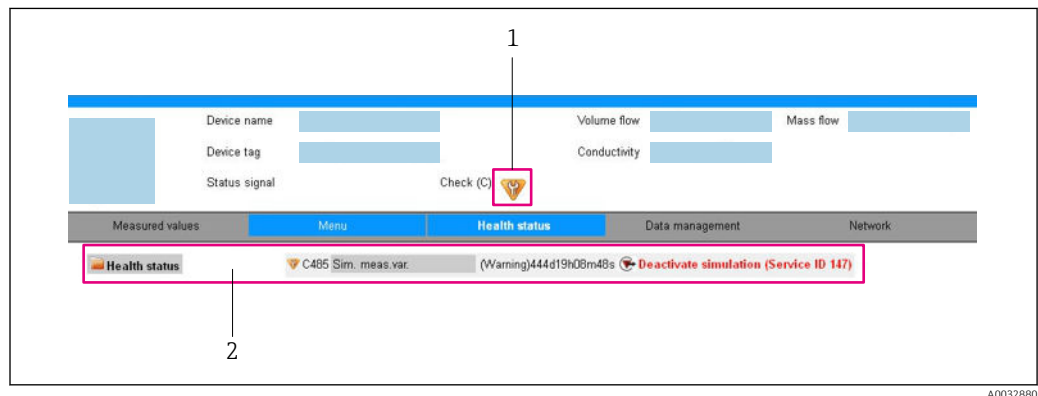 1
Device name Volume flow Mass flow
Device tag Conductivity
Status signal Check (C)
Measured values Menu Health status Data management Network
Health status C485 Sim. meas.var. (Warning)444d19h08m48s Deactivate simulation (Service ID 147)
2
A0032880